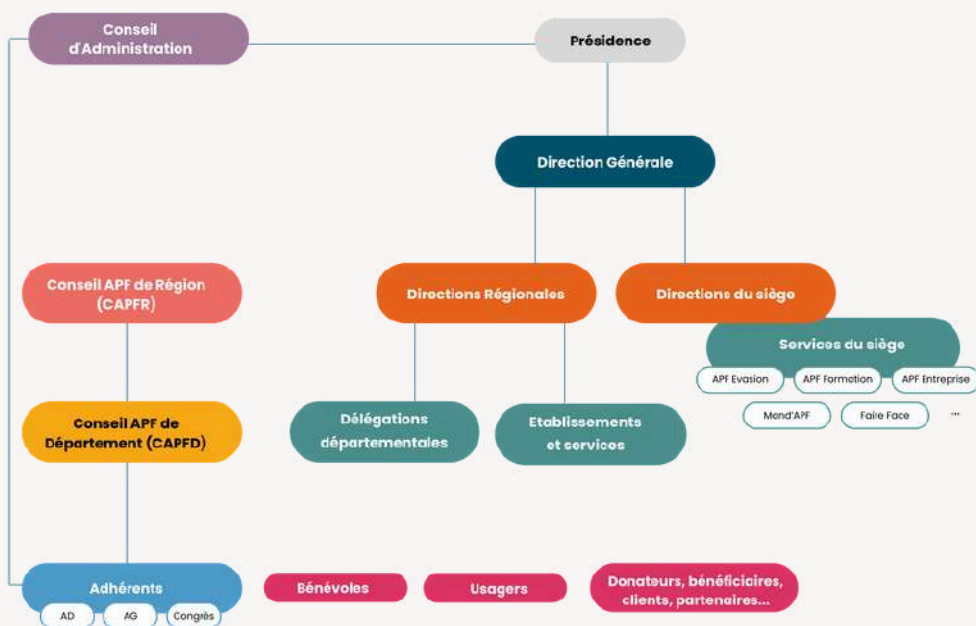 Conseil
d'Administration
Présidence
Direction Générale
Conseil APF de Région
(CAPFR)
Directions Régionales
Directions du siège
Services du siège
APF Evasion
APF Formation
APF Entreprise
Mond'APF
Faire Face
...
Conseil APF de
Département (CAPFD)
Délégations
départementales
Etablissements
et services
Adhérents
AD
AG
Congrès
Bénévoles
Usagers
Donateurs, bénéficiaires,
clients, partenaires...